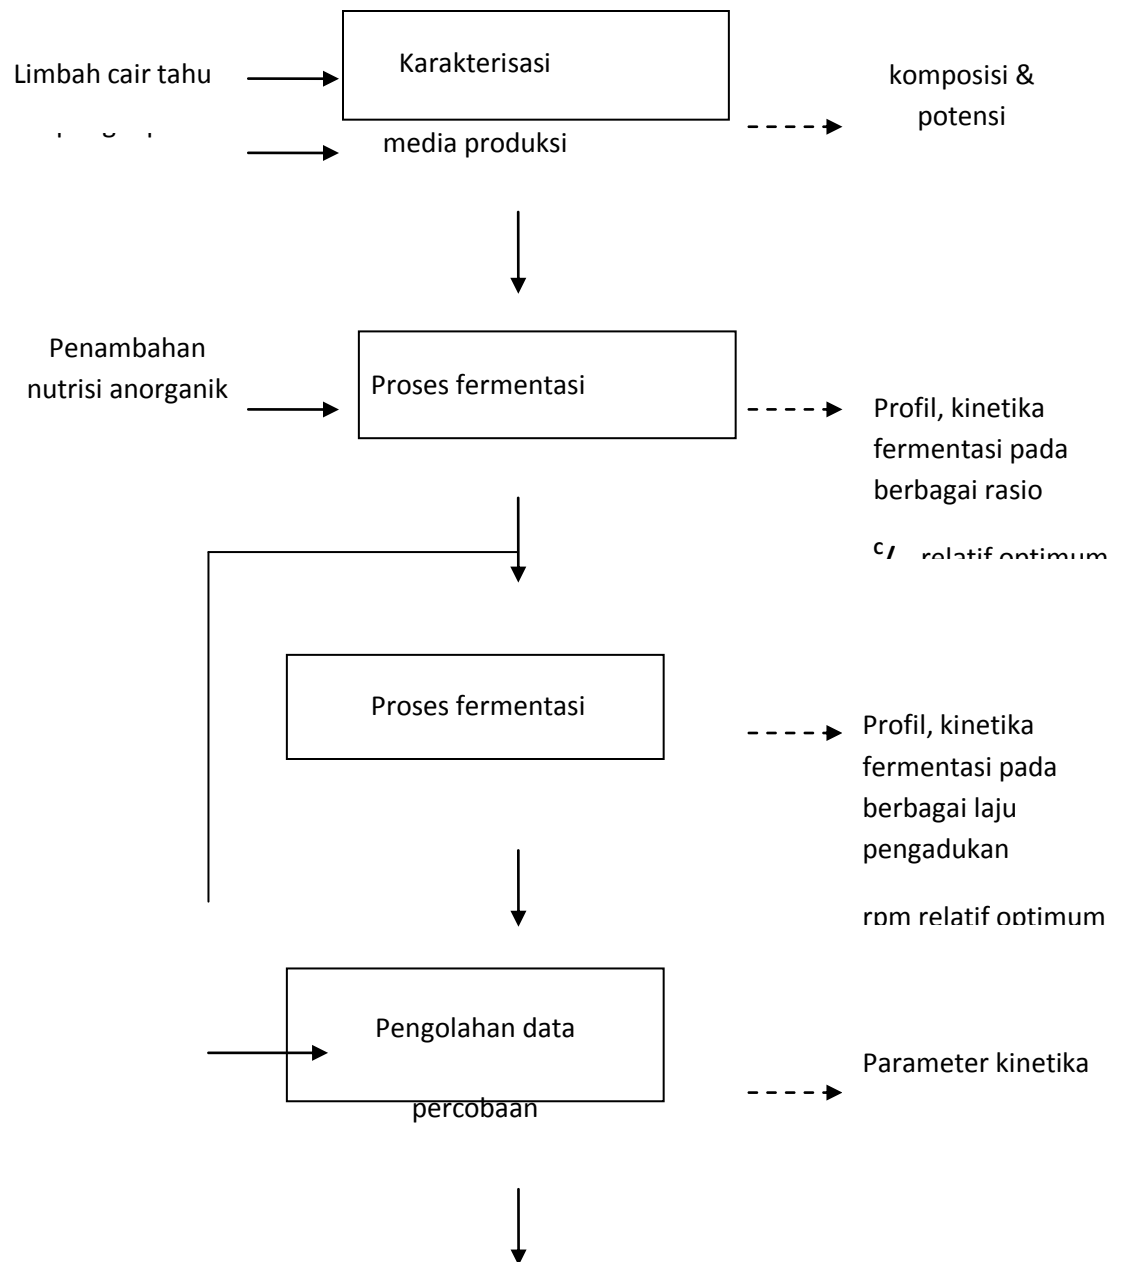 Limbah cair tahu
Karakterisasi
media produksi
komposisi &
potensi
Penambahan
nutrisi anorganik
Proses fermentasi
Profil, kinetika
fermentasi pada
berbagai rasio
C/ relatif optimum
Proses fermentasi
Profil, kinetika
fermentasi pada
berbagai laju
pengadukan
rpm relatif optimum
Pengolahan data
percobaan
Parameter kinetika